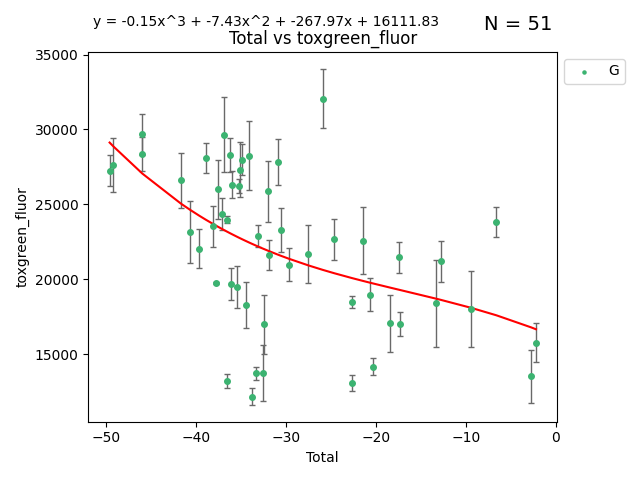 y = -0.15x^3 + -7.43x^2 + -267.97x + 16111.83
N = 51
Total vs toxgreen_fluor
G
35000
30000
25000
20000
15000
toxgreen_fluor
−50 −40 −30 −20 −10 0
Total